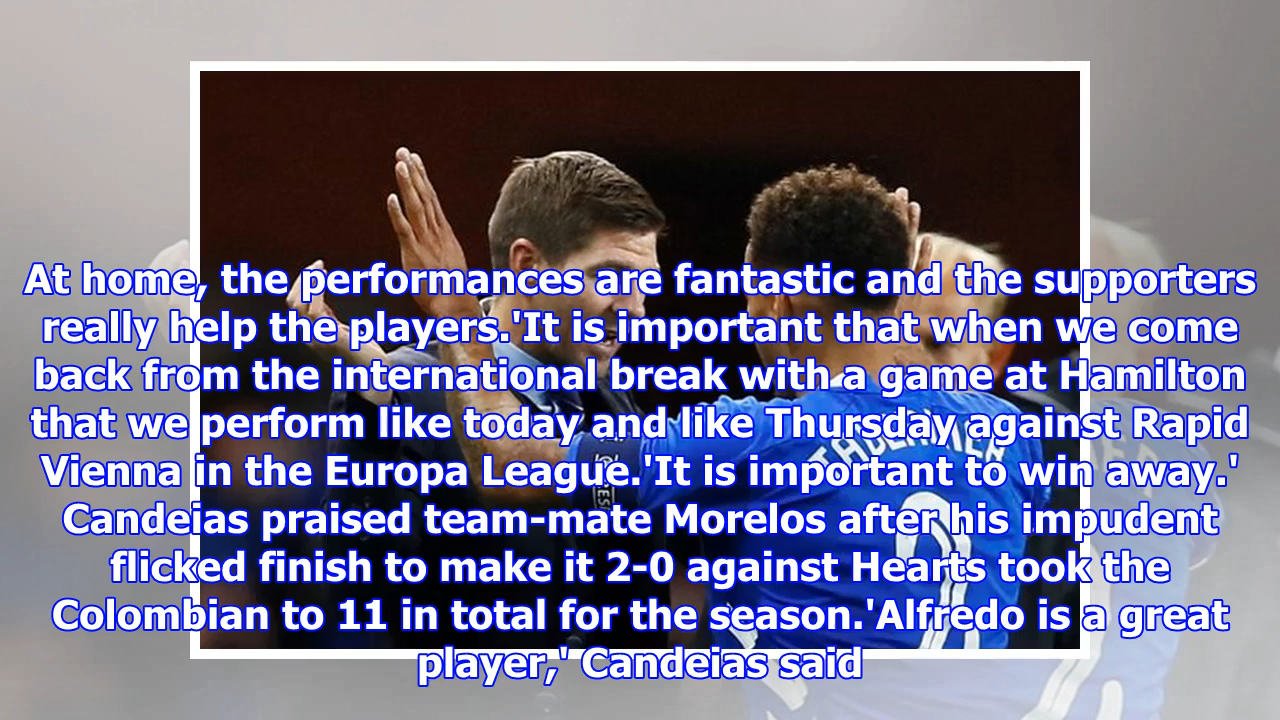 At home, the performances are fantastic and the supporters
really help the players.'It is important that when we come
back from the international break with a game at Hamilton
that we perform like today and like Thursday against Rapid
Vienna in the Europa League.'It is important to win away.'
Candeias praised team-mate Morelos after his impudent
flicked finish to make it 2-0 against Hearts took the
Colombian to 11 in total for the season.'Alfredo is a great
player,' Candeias said